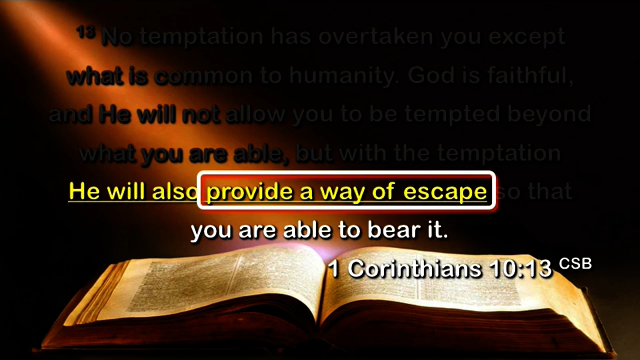 13 No temptation has overtaken you except
what is common to humanity. God is faithful,
and He will not allow you to be tempted beyond
what you are able, but with the temptation
He will also provide a way of escape so that
you are able to bear it.
1 Corinthians 10:13 CSB